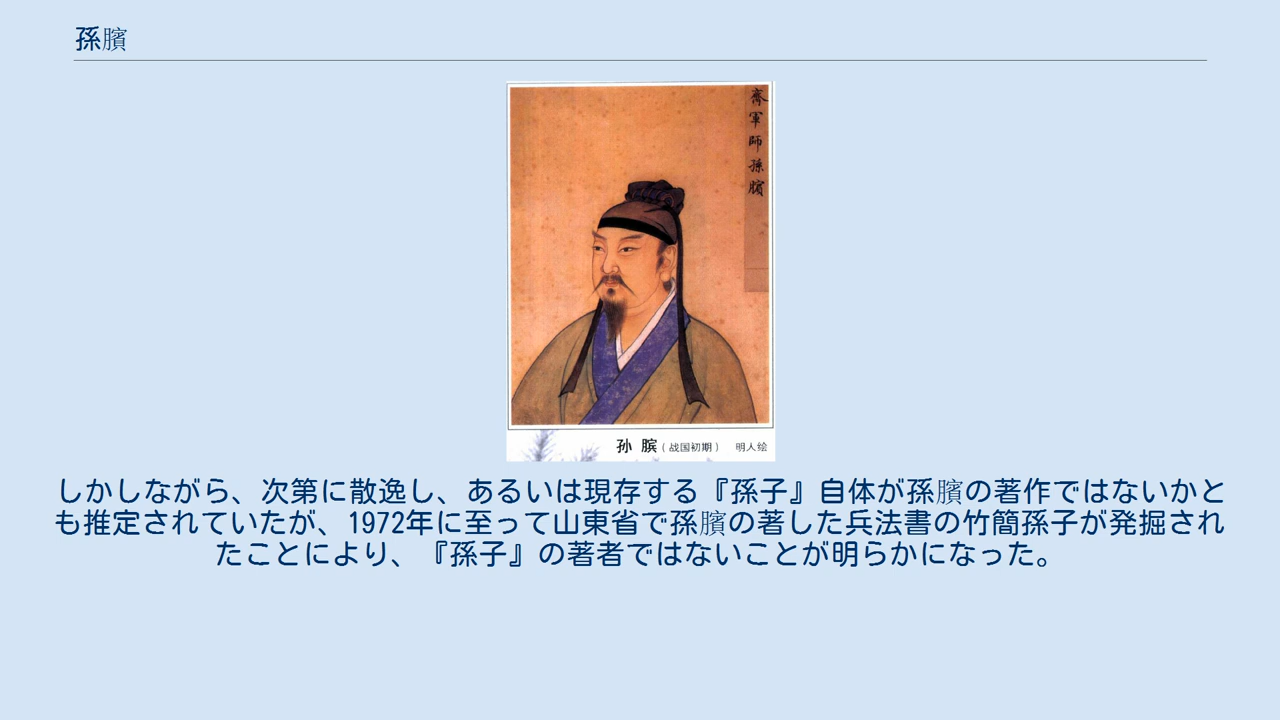 孫臏
齊軍師孫臏
孙 膑（战国初期） 明人绘
しかしながら、次第に散逸し、あるいは現存する『孫子』自体が孫臏の著作ではないかと
も推定されていたが、1972年に至って山東省で孫臏の著した兵法書の竹簡孫子が発掘され
たことにより、『孫子』の著者ではないことが明らかになった。